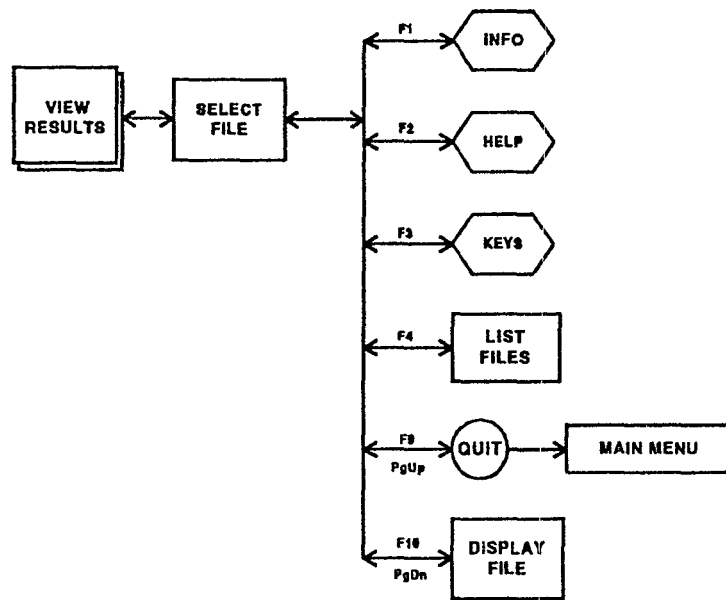 F1
INFO
VIEW
RESULTS
SELECT
FILE
F2
HELP
F3
KEYS
F4
LIST
FILES
F9
PgUp
QUIT
MAIN MENU
F10
PgDn
DISPLAY
FILE